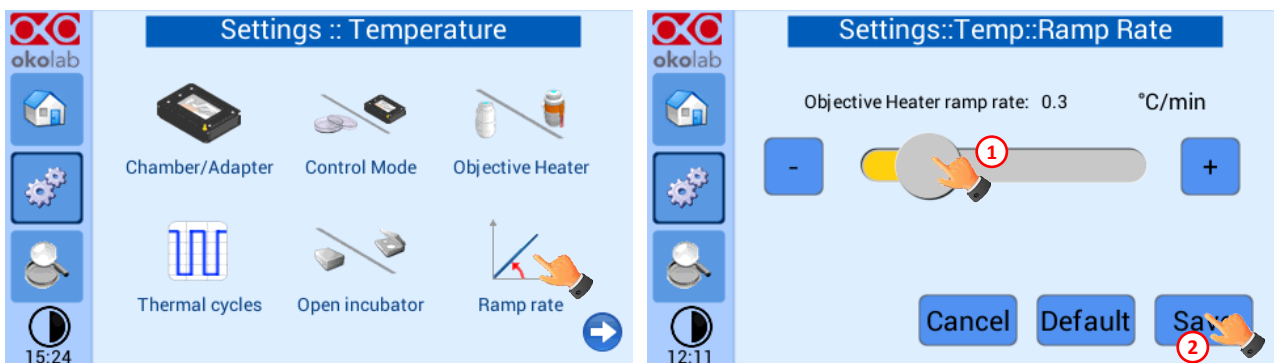 Settings :: Temperature
okolab
Chamber/Adapter Control Mode Objective Heater
Thermal cycles Open incubator Ramp rate
15:24
Settings::Temp::Ramp Rate
okolab
Objective Heater ramp rate: 0.3 °C/min
1
- +
Cancel Default Save
2
12:11